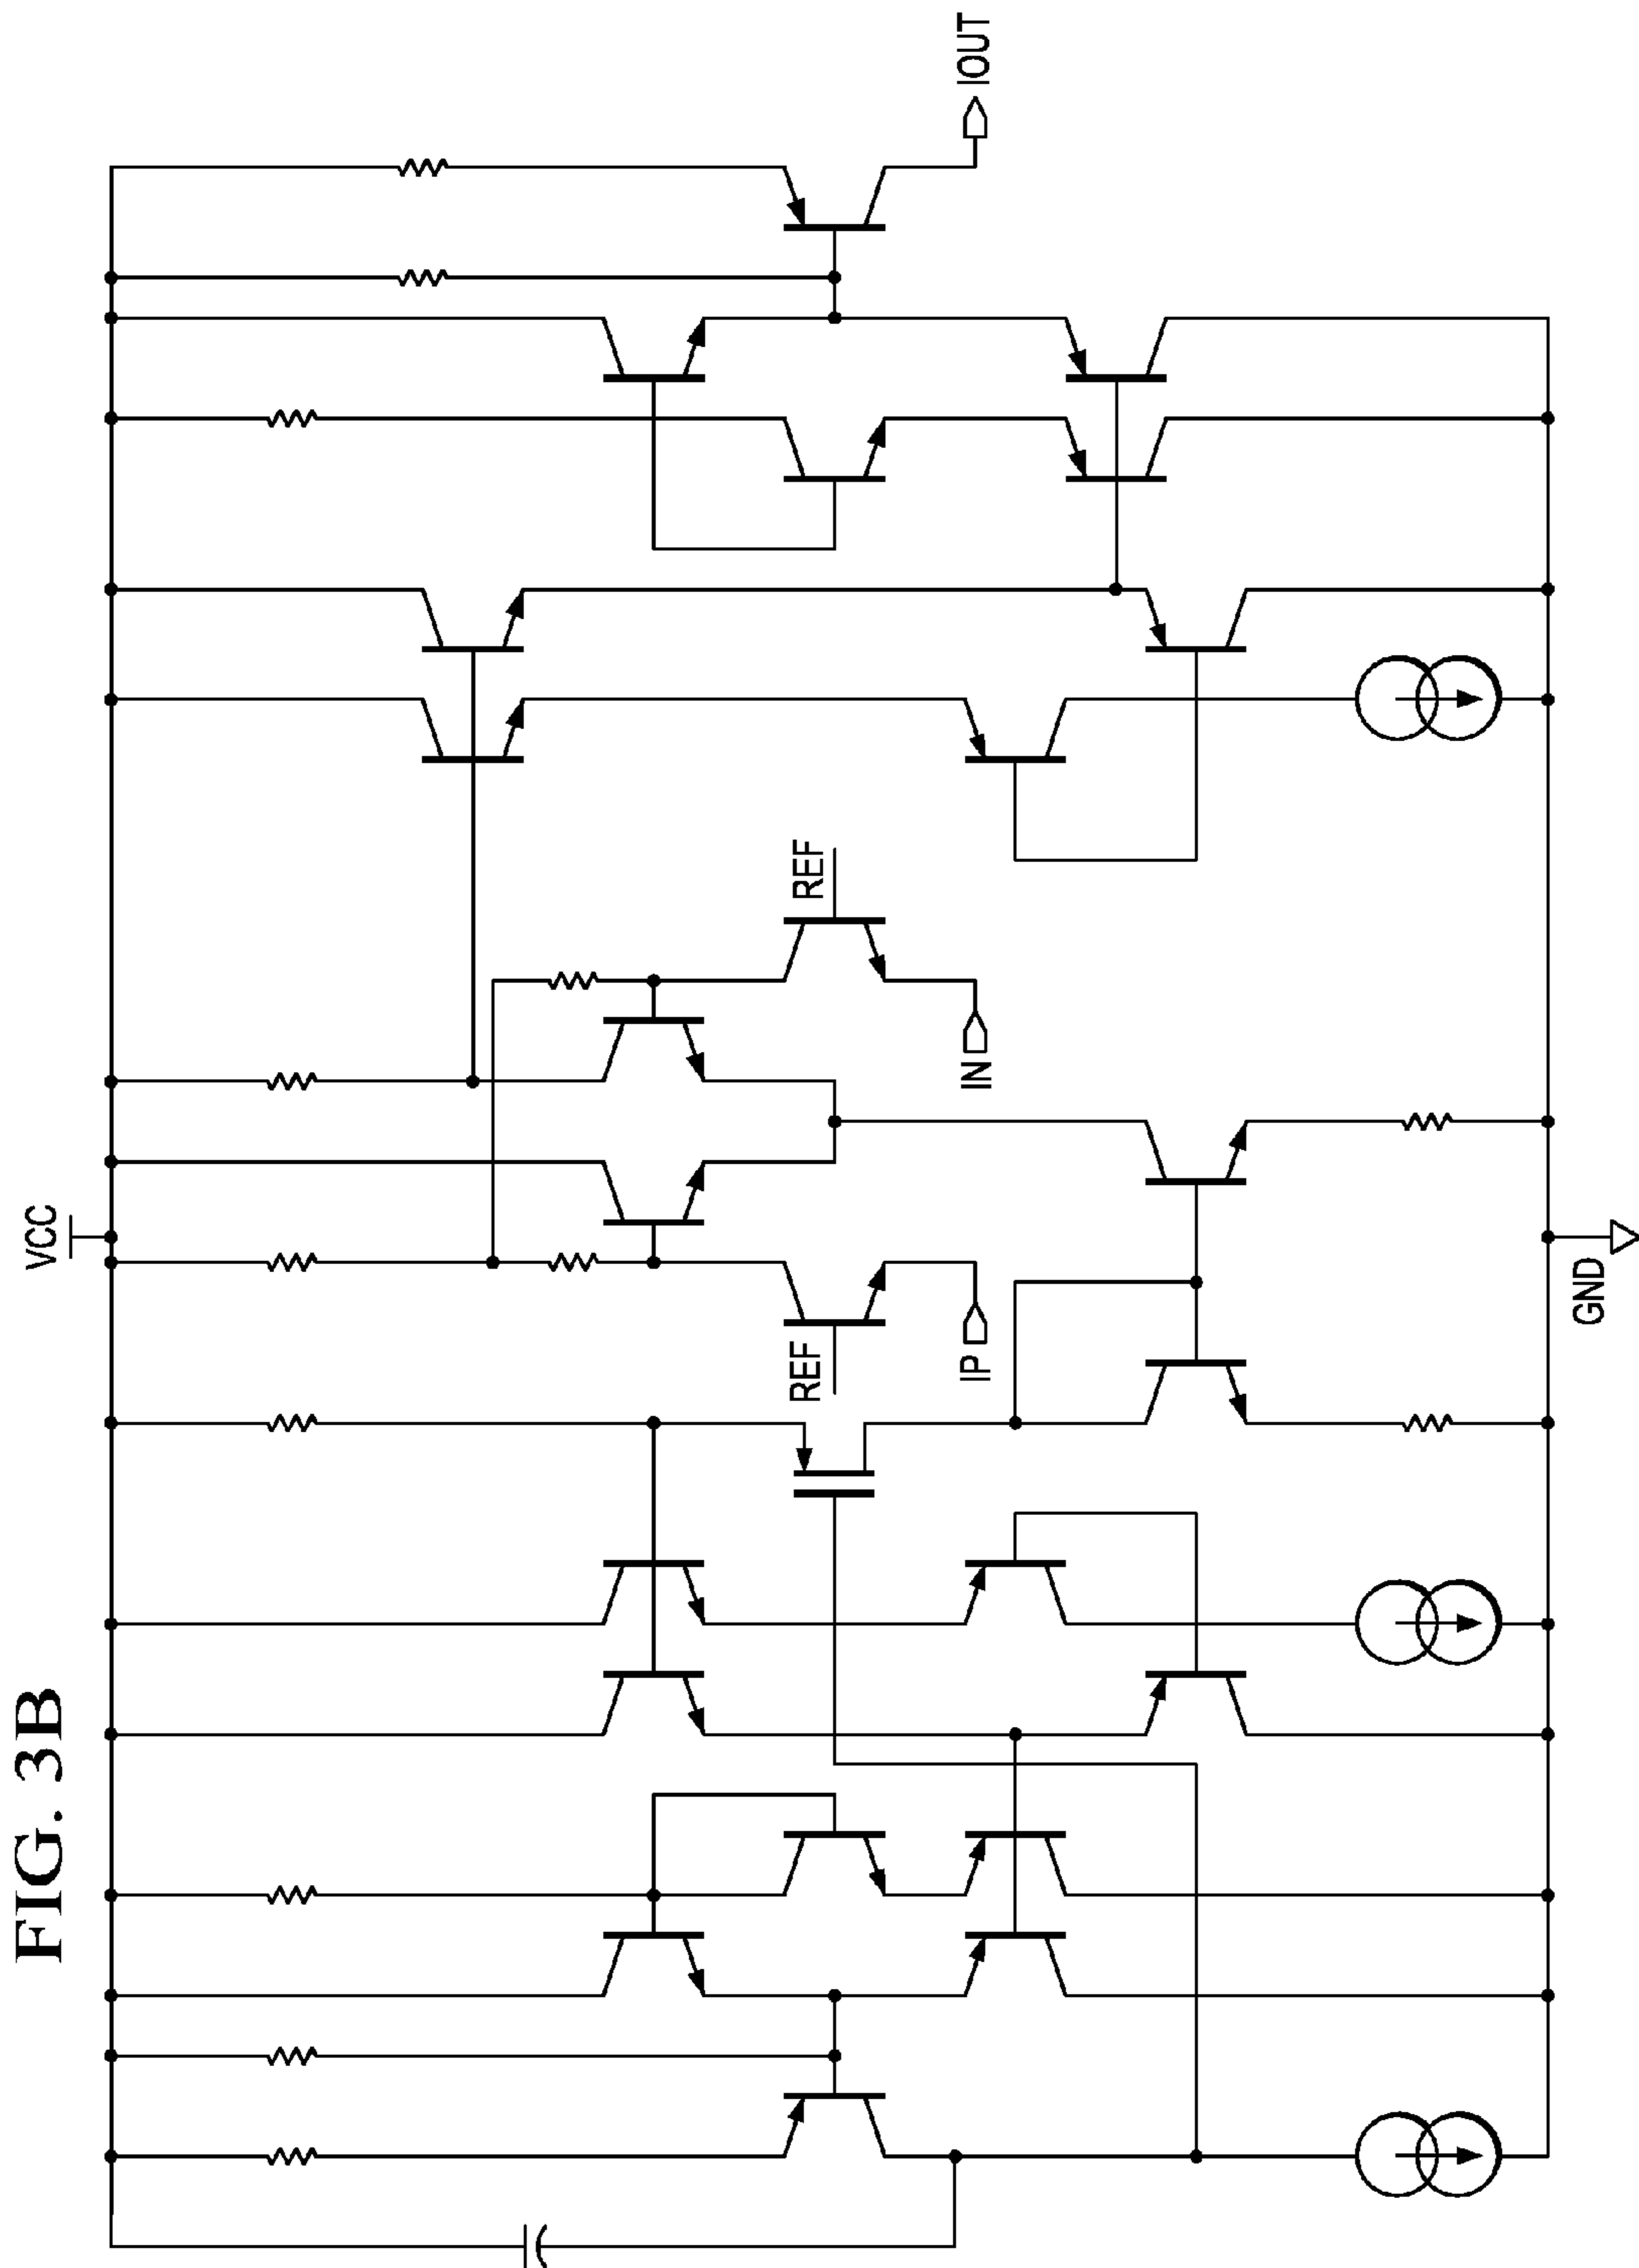 FIG. 3B
VCC
REF
IP
REF
IN
IOUT
GND